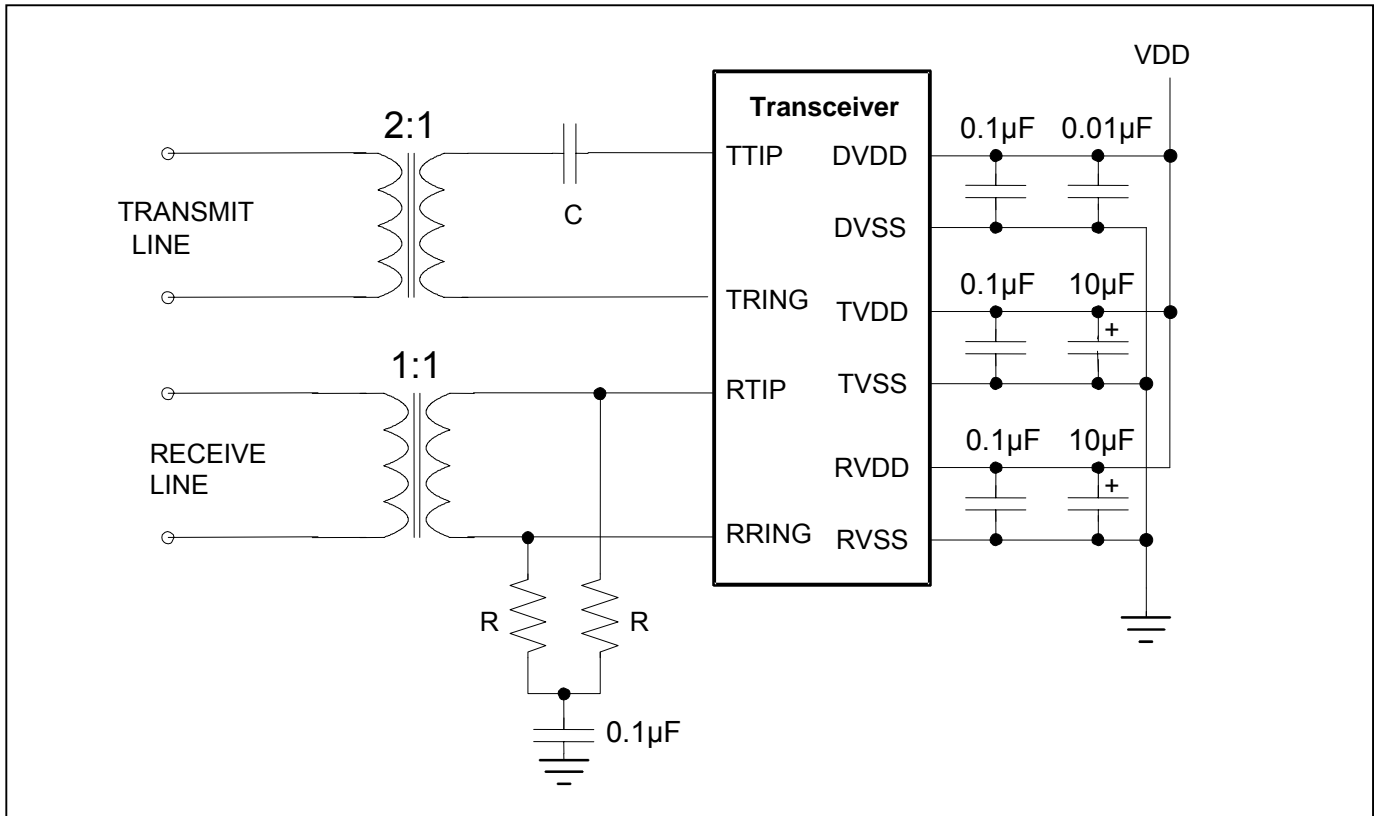 VDD
Transceiver
2:1
0.1µF
0.01µF
TTIP
DVDD
C
TRANSMIT
LINE
DVSS
0.1µF
10µF
TRING
TVDD
+
1:1
RTIP
TVSS
0.1µF
10µF
RECEIVE
LINE
RVDD
+
RRING
RVSS
R
R
0.1µF